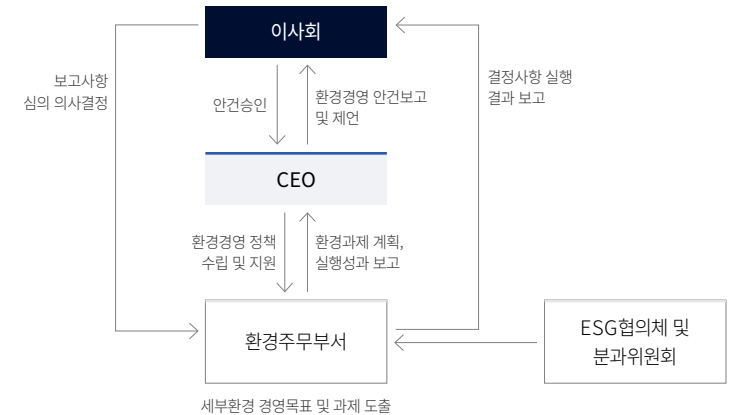 이사회
보고사항
심의 의사결정
안건승인
환경경영 안건보고
및 제언
결정사항 실행
결과 보고
CEO
환경경영 정책
수립 및 지원
환경과제 계획,
실행성과 보고
환경주무부서
ESG협의체 및
분과위원회
세부환경 경영목표 및 과제 도출